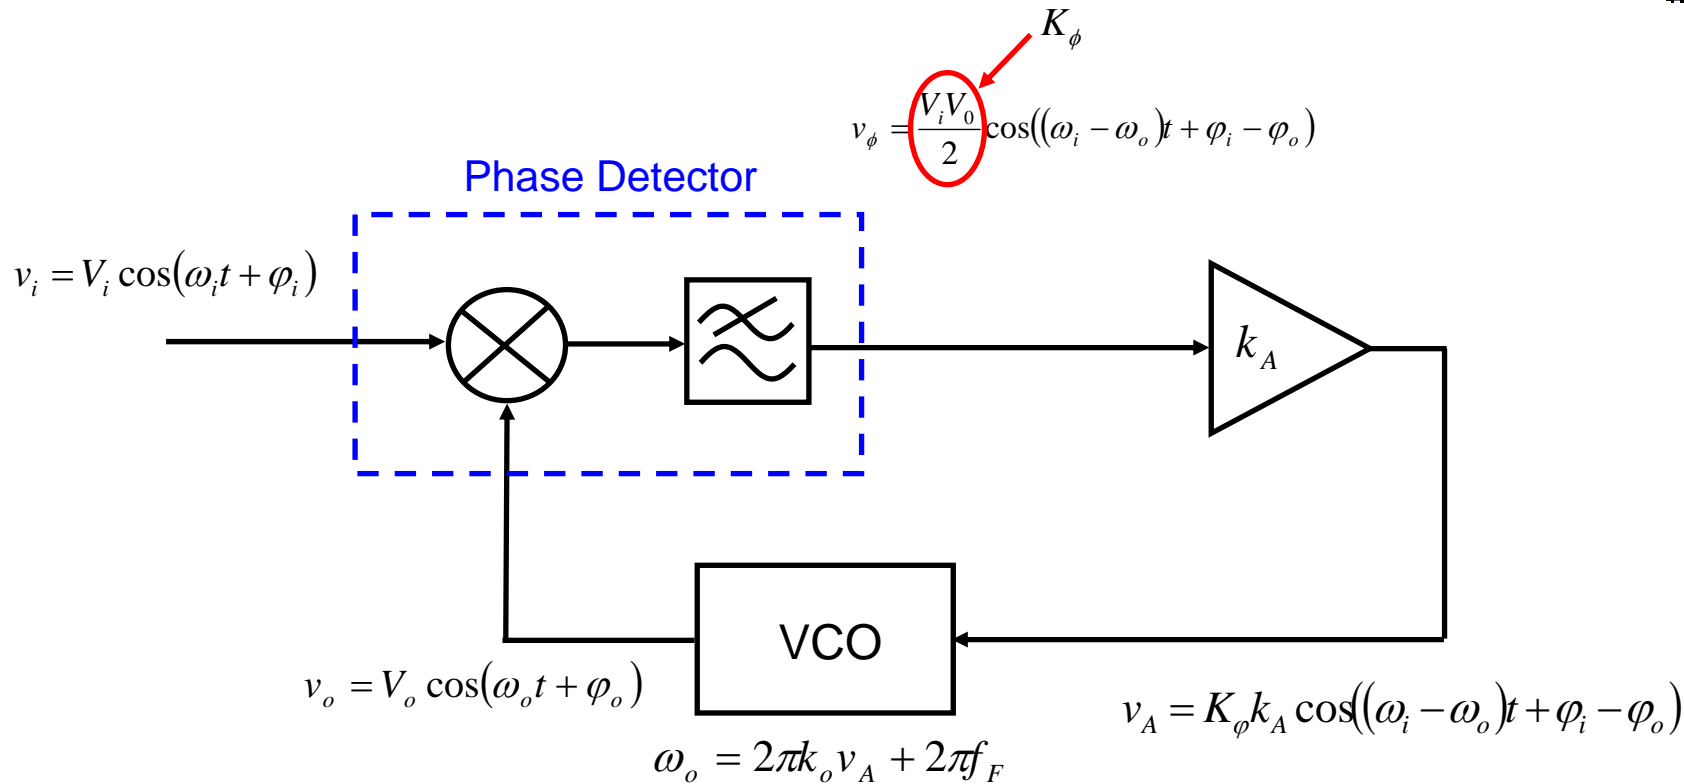 K_ϕ
v_ϕ = \frac{V_i V_0}{2} cos((ω_i − ω_o)t + φ_i − φ_o)
Phase Detector
v_i = V_i cos(ω_i t + φ_i)
k_A
VCO
v_o = V_o cos(ω_o t + φ_o)
v_A = K_φ k_A cos((ω_i − ω_o)t + φ_i − φ_o)
ω_o = 2πk_o v_A + 2πf_F